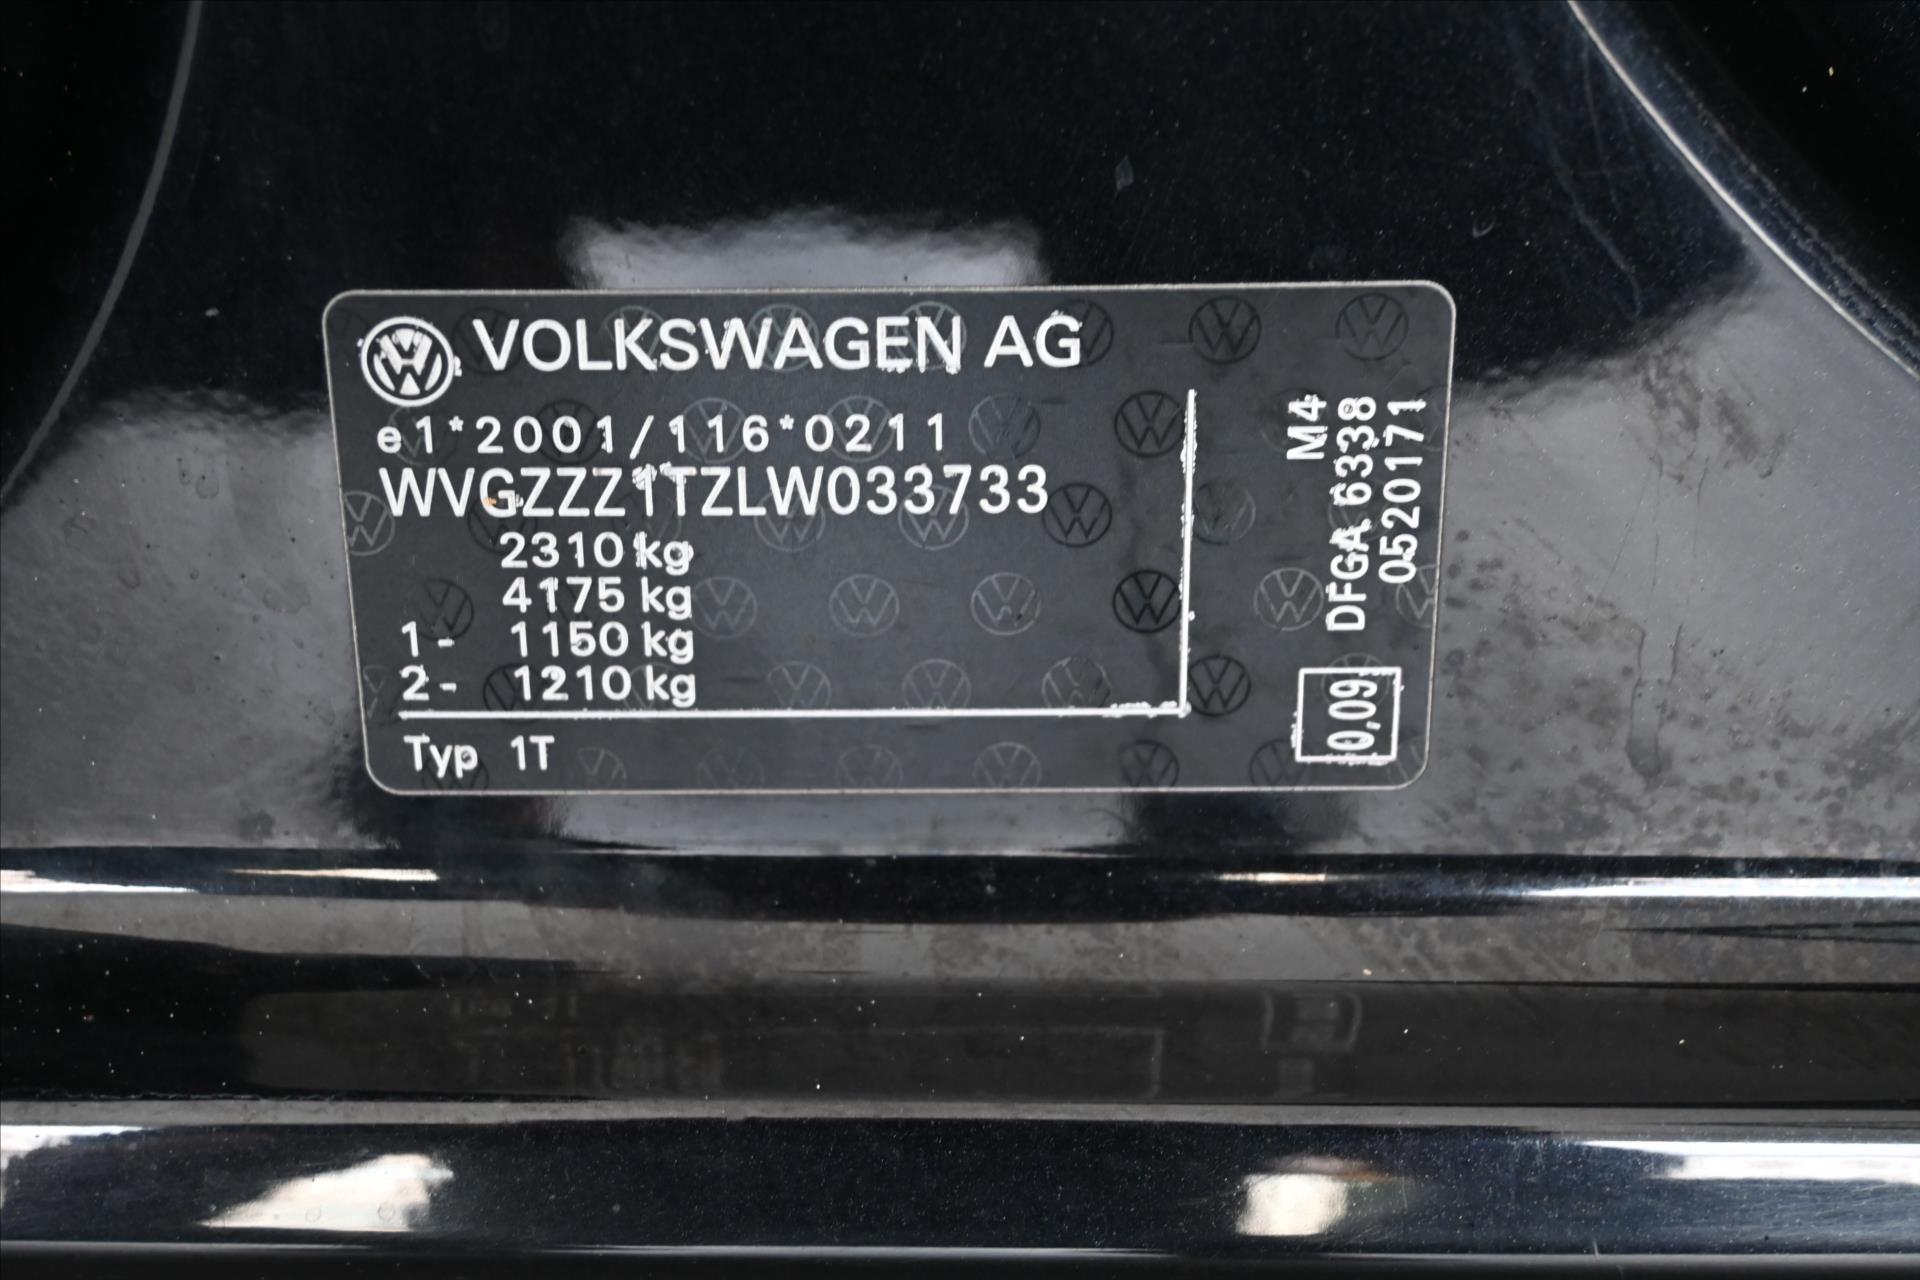 VOLKSWAGEN AG
e1*2001/116*0211
WVGZZZ1TZLW033733
2310 kg
4175 kg
1- 1150 kg
2- 1210 kg
Typ 1T
M4
DFGA 6338
05201171
0,09